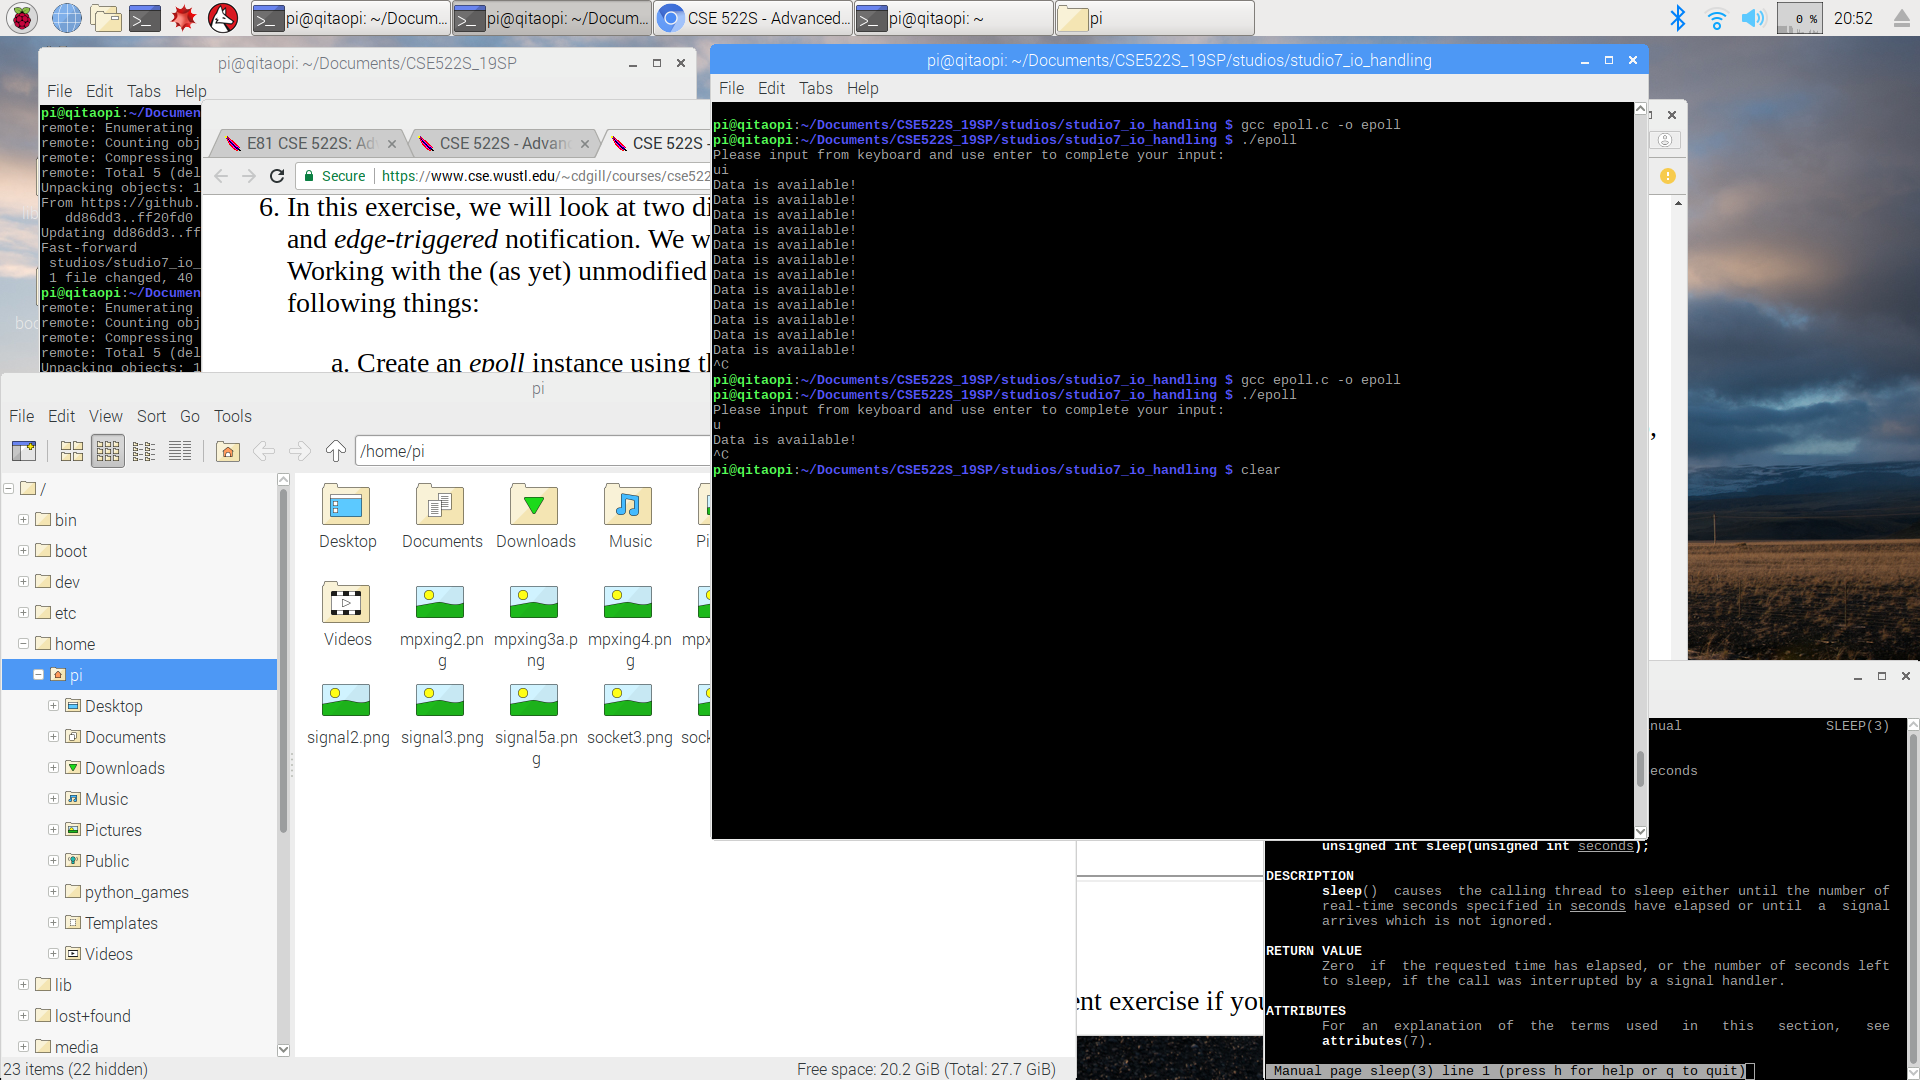 pi@qitaopi: ~/Docum...
pi@qitaopi: ~/Docum...
CSE 522S - Advanced...
pi@qitaopi: ~
pi
0 %
20:52
pi@qitaopi: ~/Documents/CSE522S_19SP
File Edit Tabs Help
pi@qitaopi:~/Documen
remote: Enumerating
remote: Counting obj
remote: Compressing
remote: Total 5 (del
Unpacking objects: 1
From https://github.
dd86dd3..ff20fd0
Updating dd86dd3..ff
Fast-forward
studios/studio7_io_
1 file changed, 40
pi@qitaopi:~/Documen
remote: Enumerating
remote: Counting obj
remote: Compressing
remote: Total 5 (del
Unpacking objects: 1
E81 CSE 522S: Ad
CSE 522S - Advan
CSE 522S -
Secure
https://www.cse.wustl.edu/~cdgill/courses/cse522
6. In this exercise, we will look at two di
and edge-triggered notification. We w
Working with the (as yet) unmodified
following things:
a. Create an epoll instance using th
pi@qitaopi: ~/Documents/CSE522S_19SP/studios/studio7_io_handling
File Edit Tabs Help
pi@qitaopi:~/Documents/CSE522S_19SP/studios/studio7_io_handling $ gcc epoll.c -o epoll
pi@qitaopi:~/Documents/CSE522S_19SP/studios/studio7_io_handling $ ./epoll
Please input from keyboard and use enter to complete your input:
ui
Data is available!
Data is available!
Data is available!
Data is available!
Data is available!
Data is available!
Data is available!
Data is available!
Data is available!
Data is available!
Data is available!
Data is available!
^C
pi@qitaopi:~/Documents/CSE522S_19SP/studios/studio7_io_handling $ gcc epoll.c -o epoll
pi@qitaopi:~/Documents/CSE522S_19SP/studios/studio7_io_handling $ ./epoll
Please input from keyboard and use enter to complete your input:
u
Data is available!
^C
pi@qitaopi:~/Documents/CSE522S_19SP/studios/studio7_io_handling $ clear
pi
File Edit View Sort Go Tools
/home/pi
/
bin
boot
dev
etc
home
pi
Desktop
Documents
Downloads
Music
Pictures
Public
python_games
Templates
Videos
lib
lost+found
media
Desktop
Documents
Downloads
Music
Pi
Videos
mpxing2.png
mpxing3a.png
mpxing4.png
mpx
signal2.png
signal3.png
signal5a.png
socket3.png
sock
23 items (22 hidden)
Free space: 20.2 GiB (Total: 27.7 GiB)
ent exercise if you
nual SLEEP(3)
econds
unsigned int sleep(unsigned int seconds);
DESCRIPTION
sleep() causes the calling thread to sleep either until the number of
real-time seconds specified in seconds have elapsed or until a signal
arrives which is not ignored.
RETURN VALUE
Zero if the requested time has elapsed, or the number of seconds left
to sleep, if the call was interrupted by a signal handler.
ATTRIBUTES
For an explanation of the terms used in this section, see
attributes(7).
Manual page sleep(3) line 1 (press h for help or q to quit)